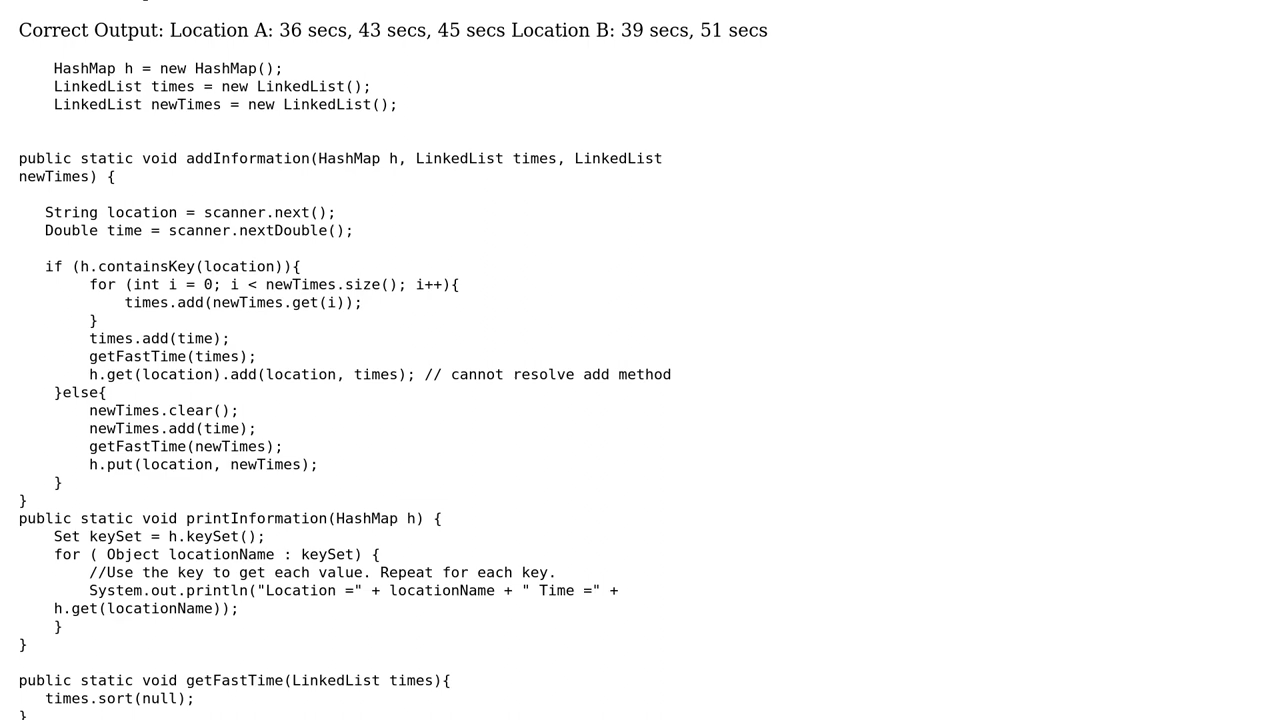 Correct Output: Location A: 36 secs, 43 secs, 45 secs Location B: 39 secs, 51 secs
HashMap h = new HashMap();
LinkedList times = new LinkedList();
LinkedList newTimes = new LinkedList();
public static void addInformation(HashMap h, LinkedList times, LinkedList
newTimes) {
String location = scanner.next();
Double time = scanner.nextDouble();
if (h.containsKey(location)){
for (int i = 0; i < newTimes.size(); i++){
times.add(newTimes.get(i));
}
times.add(time);
getFastTime(times);
h.get(location).add(location, times); // cannot resolve add method
}else{
newTimes.clear();
newTimes.add(time);
getFastTime(newTimes);
h.put(location, newTimes);
}
}
public static void printInformation(HashMap h) {
Set keySet = h.keySet();
for ( Object locationName : keySet) {
//Use the key to get each value. Repeat for each key.
System.out.println("Location =" + locationName + " Time =" +
h.get(locationName));
}
}
public static void getFastTime(LinkedList times){
times.sort(null);
}